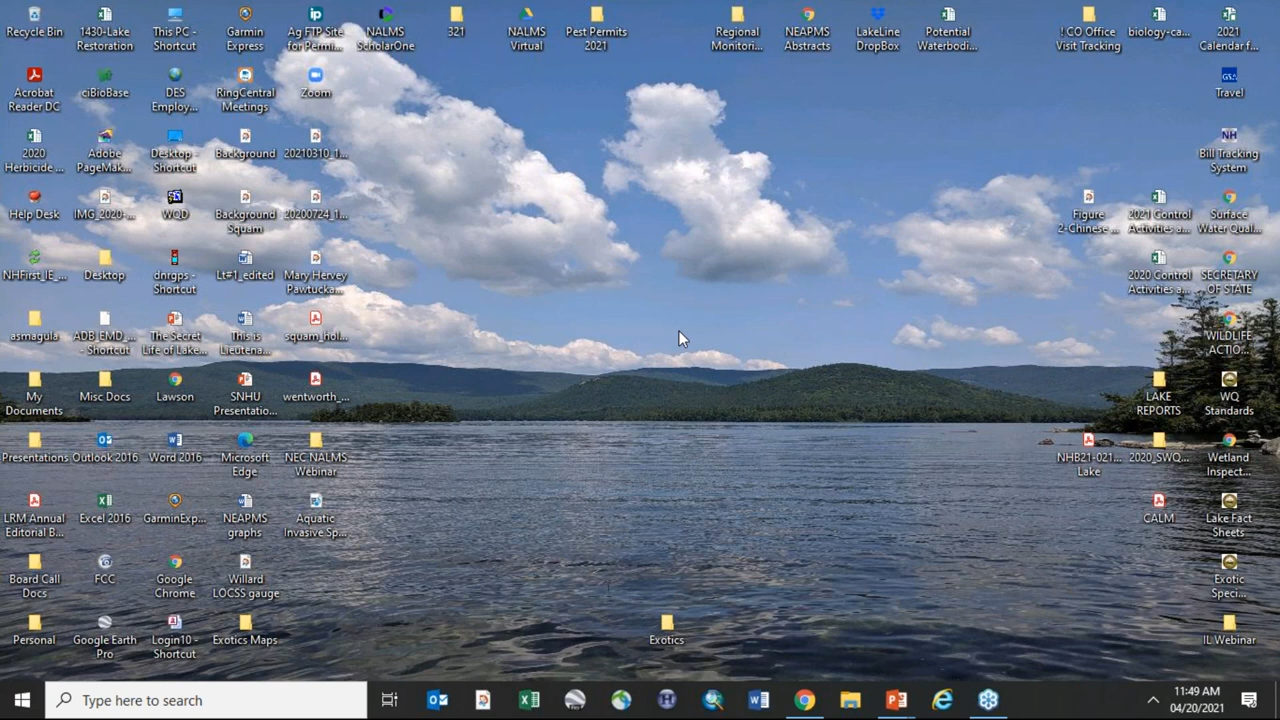 Recycle Bin
1430-Lake
Restoration
This PC -
Shortcut
Garmin
Express
Ag FTP Site
for Permi...
NALMS
ScholarOne
321
NALMS
Virtual
Pest Permits
2021
Regional
Monitori...
NEAPMS
Abstracts
LakeLine
DropBox
Potential
Waterbodi...
! CO Office
Visit Tracking
biology-ca...
2021
Calendar f...
Acrobat
Reader DC
ciBioBase
DES
Employ...
RingCentral
Meetings
Zoom
GSA
Travel
2020
Herbicide ...
Adobe
PageMak...
Desktop -
Shortcut
Background
20210310_1...
NH
Bill Tracking
System
Help Desk
IMG_2020-...
WQD
Background
Squam
20200724_1...
Figure
2-Chinese ...
2021 Control
Activities a...
Surface
Water Qual...
NHFirst_IE_...
Desktop
dnrgps -
Shortcut
Lt#1_edited
Mary Hervey
Pawtucka...
2020 Control
Activities a...
SECRETARY
OF STATE
asmagula
ADB_EMD_...
- Shortcut
The Secret
Life of Lake...
This is
Lieutena...
squam_hol...
WILDLIFE
ACTIO...
My
Documents
Misc Docs
Lawson
SNHU
Presentatio...
wentworth_...
LAKE
REPORTS
WQ
Standards
Presentations
Outlook 2016
Word 2016
Microsoft
Edge
NEC NALMS
Webinar
NHB21-021...
Lake
2020_SWQ...
Wetland
Inspect...
LRM Annual
Editorial B...
Excel 2016
GarminExp...
NEAPMS
graphs
Aquatic
Invasive Sp...
CALM
Lake Fact
Sheets
Board Call
Docs
FCC
Google
Chrome
Willard
LOCSS gauge
Exotic
Speci...
Personal
Google Earth
Pro
Login10 -
Shortcut
Exotics Maps
Exotics
IL Webinar
Type here to search
11:49 AM
04/20/2021